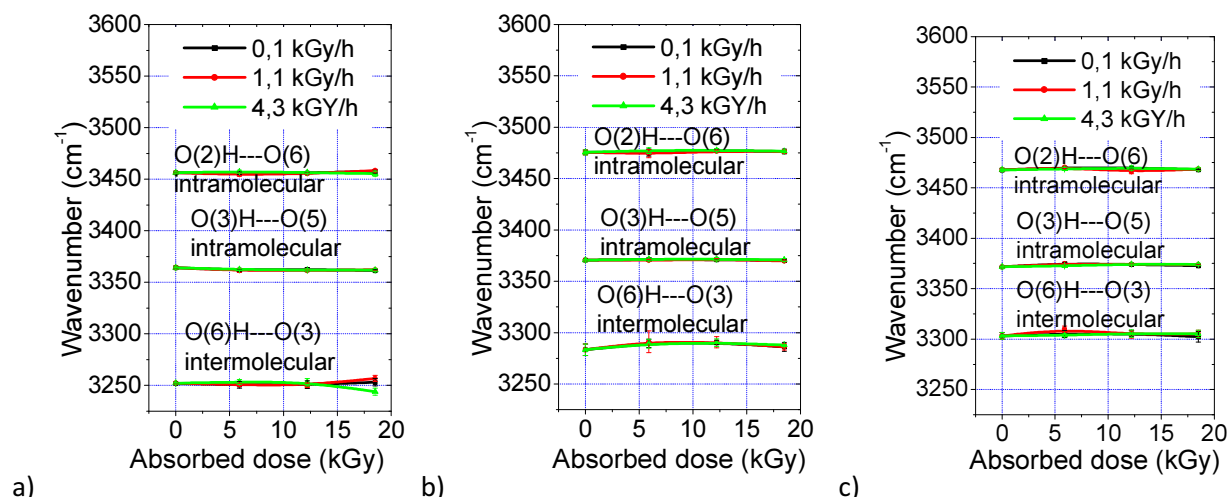 3600
3550
3500
3450
3400
3350
3300
3250
Wavenumber (cm⁻¹)
0,1 kGy/h
1,1 kGy/h
4,3 kGY/h
O(2)H---O(6)
intramolecular
O(3)H---O(5)
intramolecular
O(6)H---O(3)
intermolecular
0 5 10 15 20
Absorbed dose (kGy)
a)
3600
3550
3500
3450
3400
3350
3300
3250
Wavenumber (cm⁻¹)
0,1 kGy/h
1,1 kGy/h
4,3 kGY/h
O(2)H---O(6)
intramolecular
O(3)H---O(5)
intramolecular
O(6)H---O(3)
intermolecular
0 5 10 15 20
Absorbed dose (kGy)
b)
3600
3550
3500
3450
3400
3350
3300
3250
Wavenumber (cm⁻¹)
0,1 kGy/h
1,1 kGy/h
4,3 kGY/h
O(2)H---O(6)
intramolecular
O(3)H---O(5)
intramolecular
O(6)H---O(3)
intermolecular
0 5 10 15 20
Absorbed dose (kGy)
c)